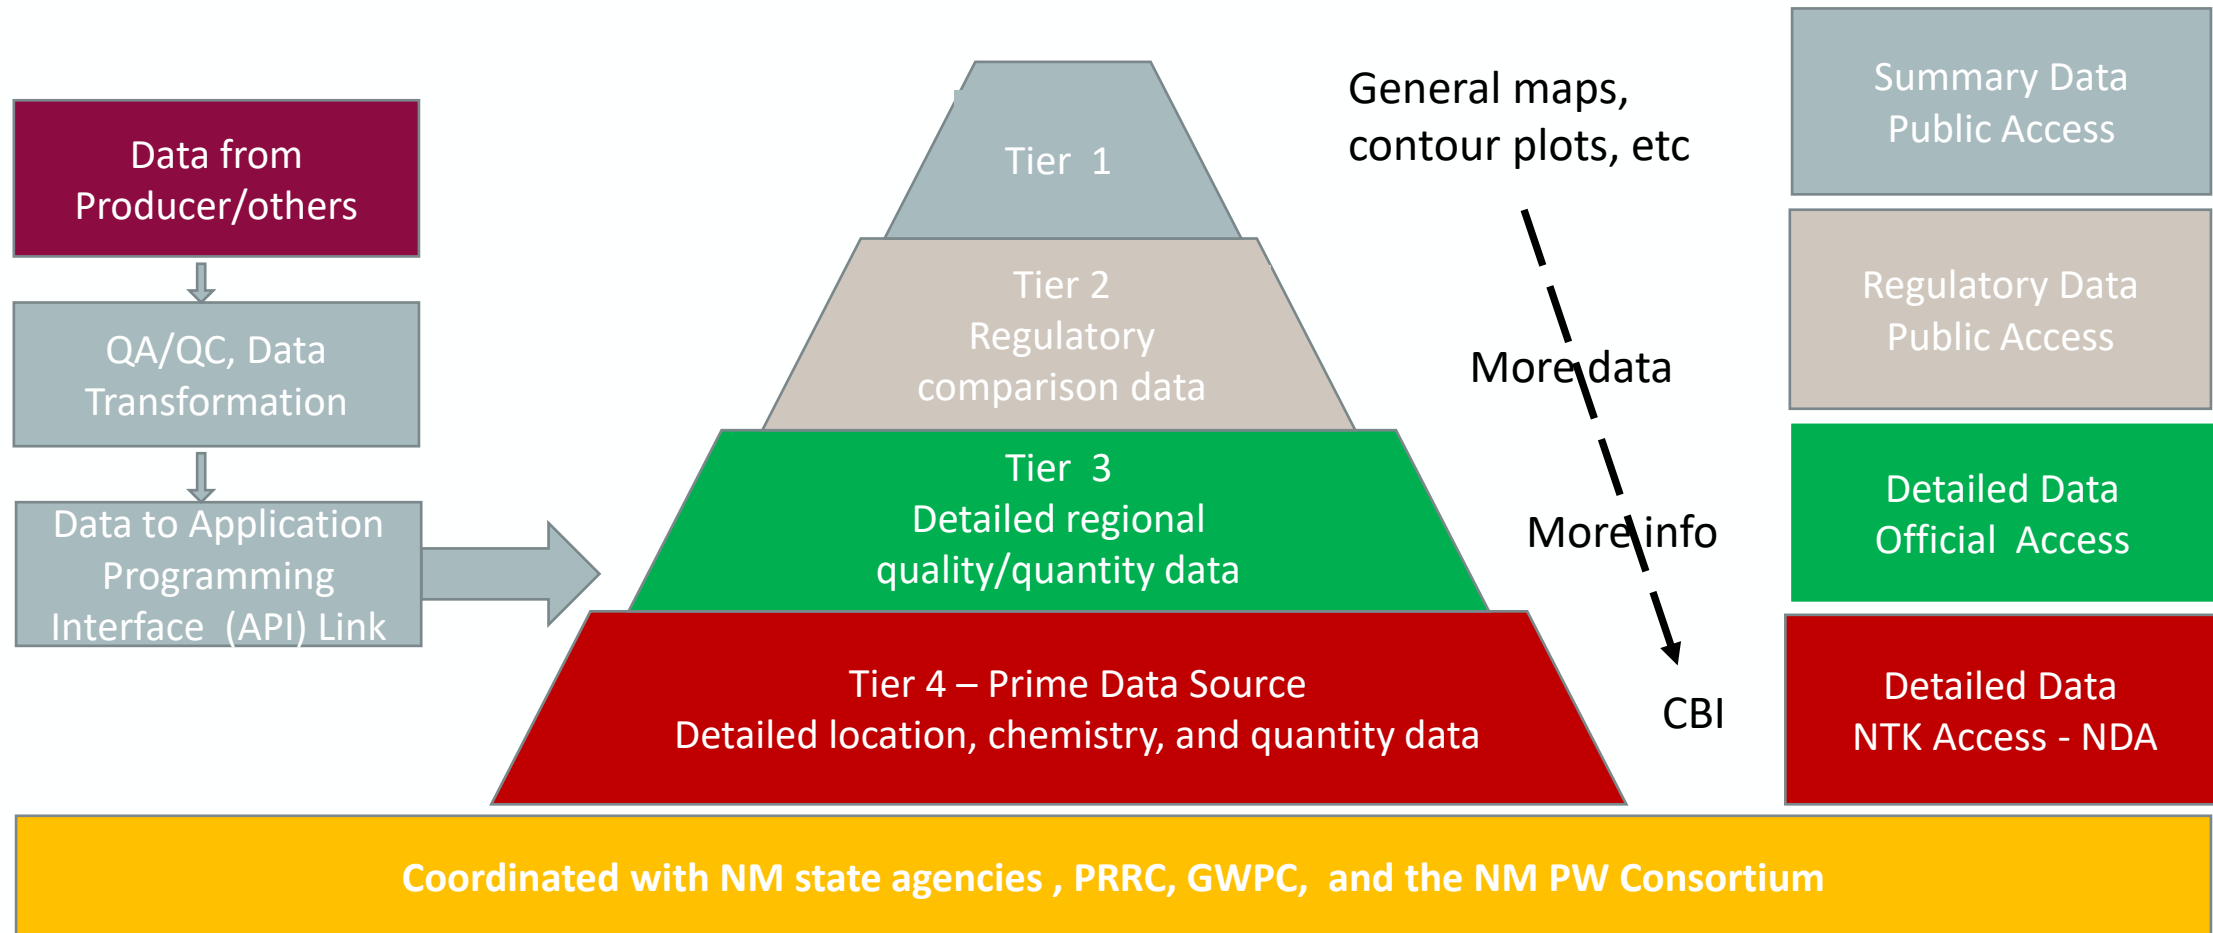 Data from
Producer/others
QA/QC, Data
Transformation
Data to Application
Programming
Interface (API) Link
Tier 1
Tier 2
Regulatory
comparison data
Tier 3
Detailed regional
quality/quantity data
Tier 4 – Prime Data Source
Detailed location, chemistry, and quantity data
General maps,
contour plots, etc
More data
More info
CBI
Summary Data
Public Access
Regulatory Data
Public Access
Detailed Data
Official Access
Detailed Data
NTK Access - NDA
Coordinated with NM state agencies , PRRC, GWPC, and the NM PW Consortium